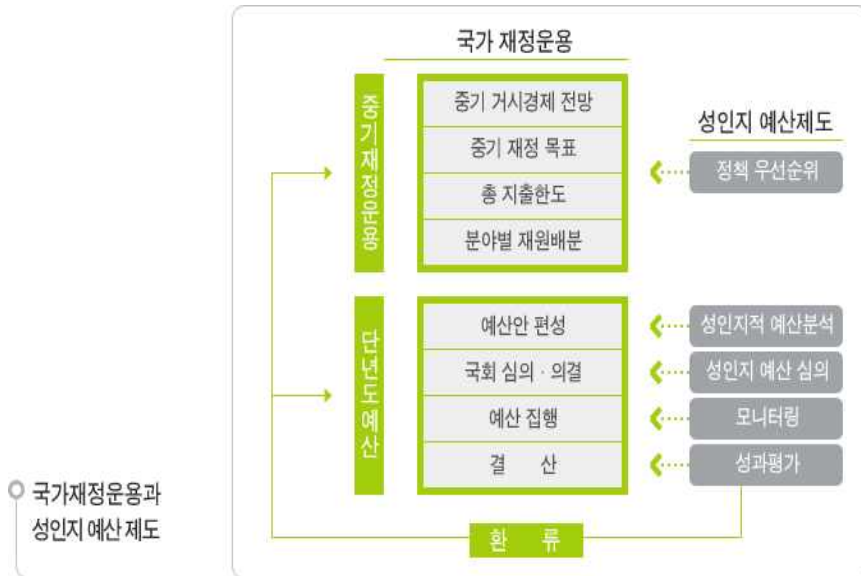 국가 재정운용
중기재정운용
중기 거시경제 전망
중기 재정 목표
총 지출한도
분야별 재원배분
성인지 예산제도
정책 우선순위
단년도예산
예산안 편성
국회 심의 · 의결
예산 집행
결 산
성인지적 예산분석
성인지 예산 심의
모니터링
성과평가
환 류
국가재정운용과
성인지 예산 제도